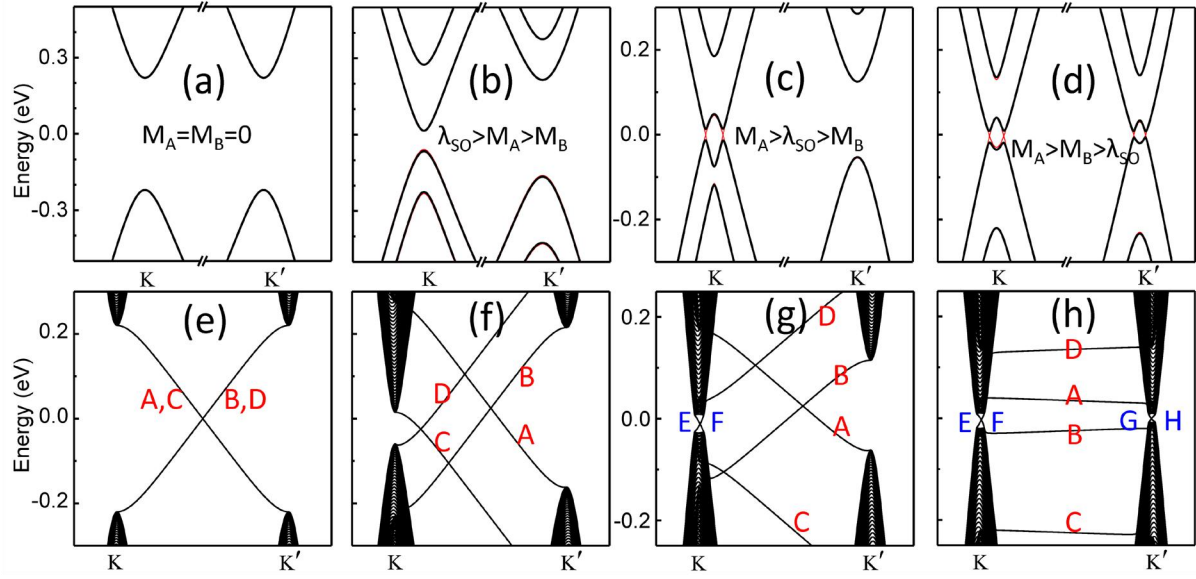 Energy (eV)
0.3
0.0
-0.3
(a)
M_A=M_B=0
K K′
(b)
λ_SO>M_A>M_B
K K′
0.2
0.0
-0.2
(c)
M_A>λ_SO>M_B
K K′
(d)
M_A>M_B>λ_SO
K K′
Energy (eV)
0.2
0.0
-0.2
(e)
A,C B,D
K K′
(f)
D
B
C
A
K K′
0.2
0.0
-0.2
(g)
D
B
E F
A
C
K K′
(h)
D
A
E F G H
B
C
K K′